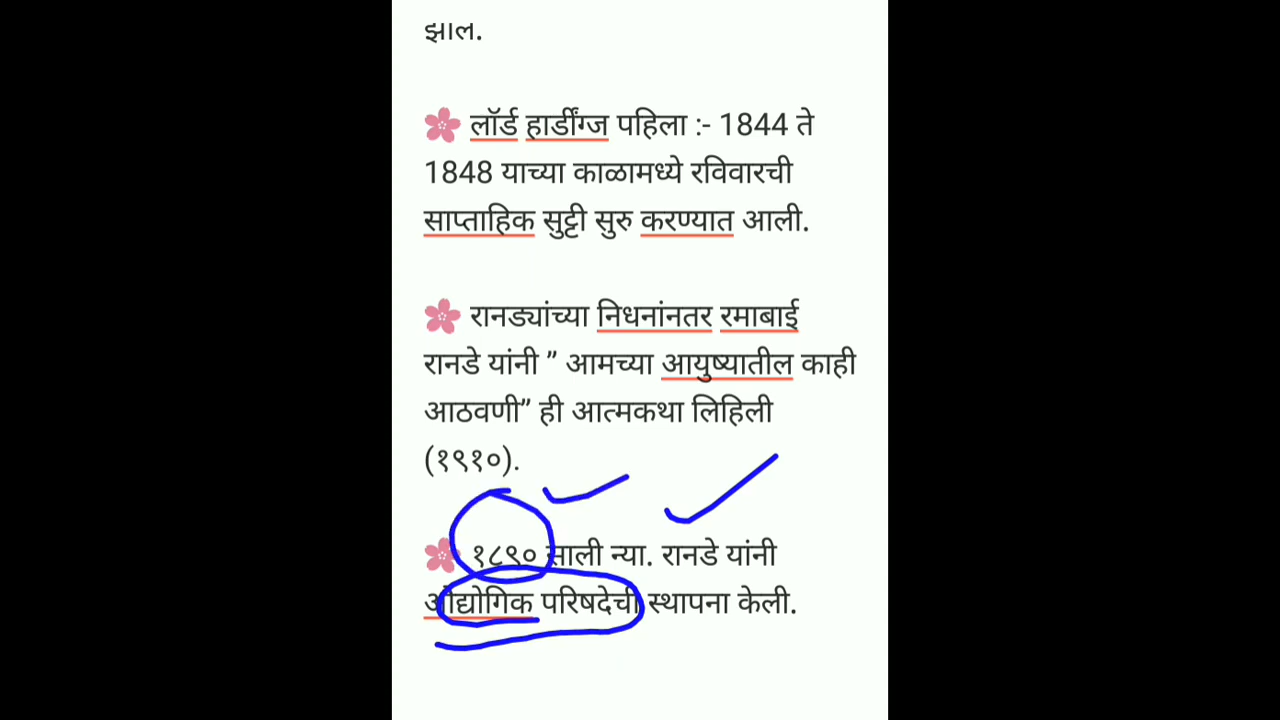 झाले.
लॉर्ड हार्डींग्ज पहिला :- 1844 ते
1848 याच्या काळामध्ये रविवारची
साप्ताहिक सुट्टी सुरु करण्यात आली.
रानड्यांच्या निधनांनतर रमाबाई
रानडे यांनी ” आमच्या आयुष्यातील काही
आठवणी” ही आत्मकथा लिहिली
(१९१०).
१८९० साली न्या. रानडे यांनी
औद्योगिक परिषदेची स्थापना केली.